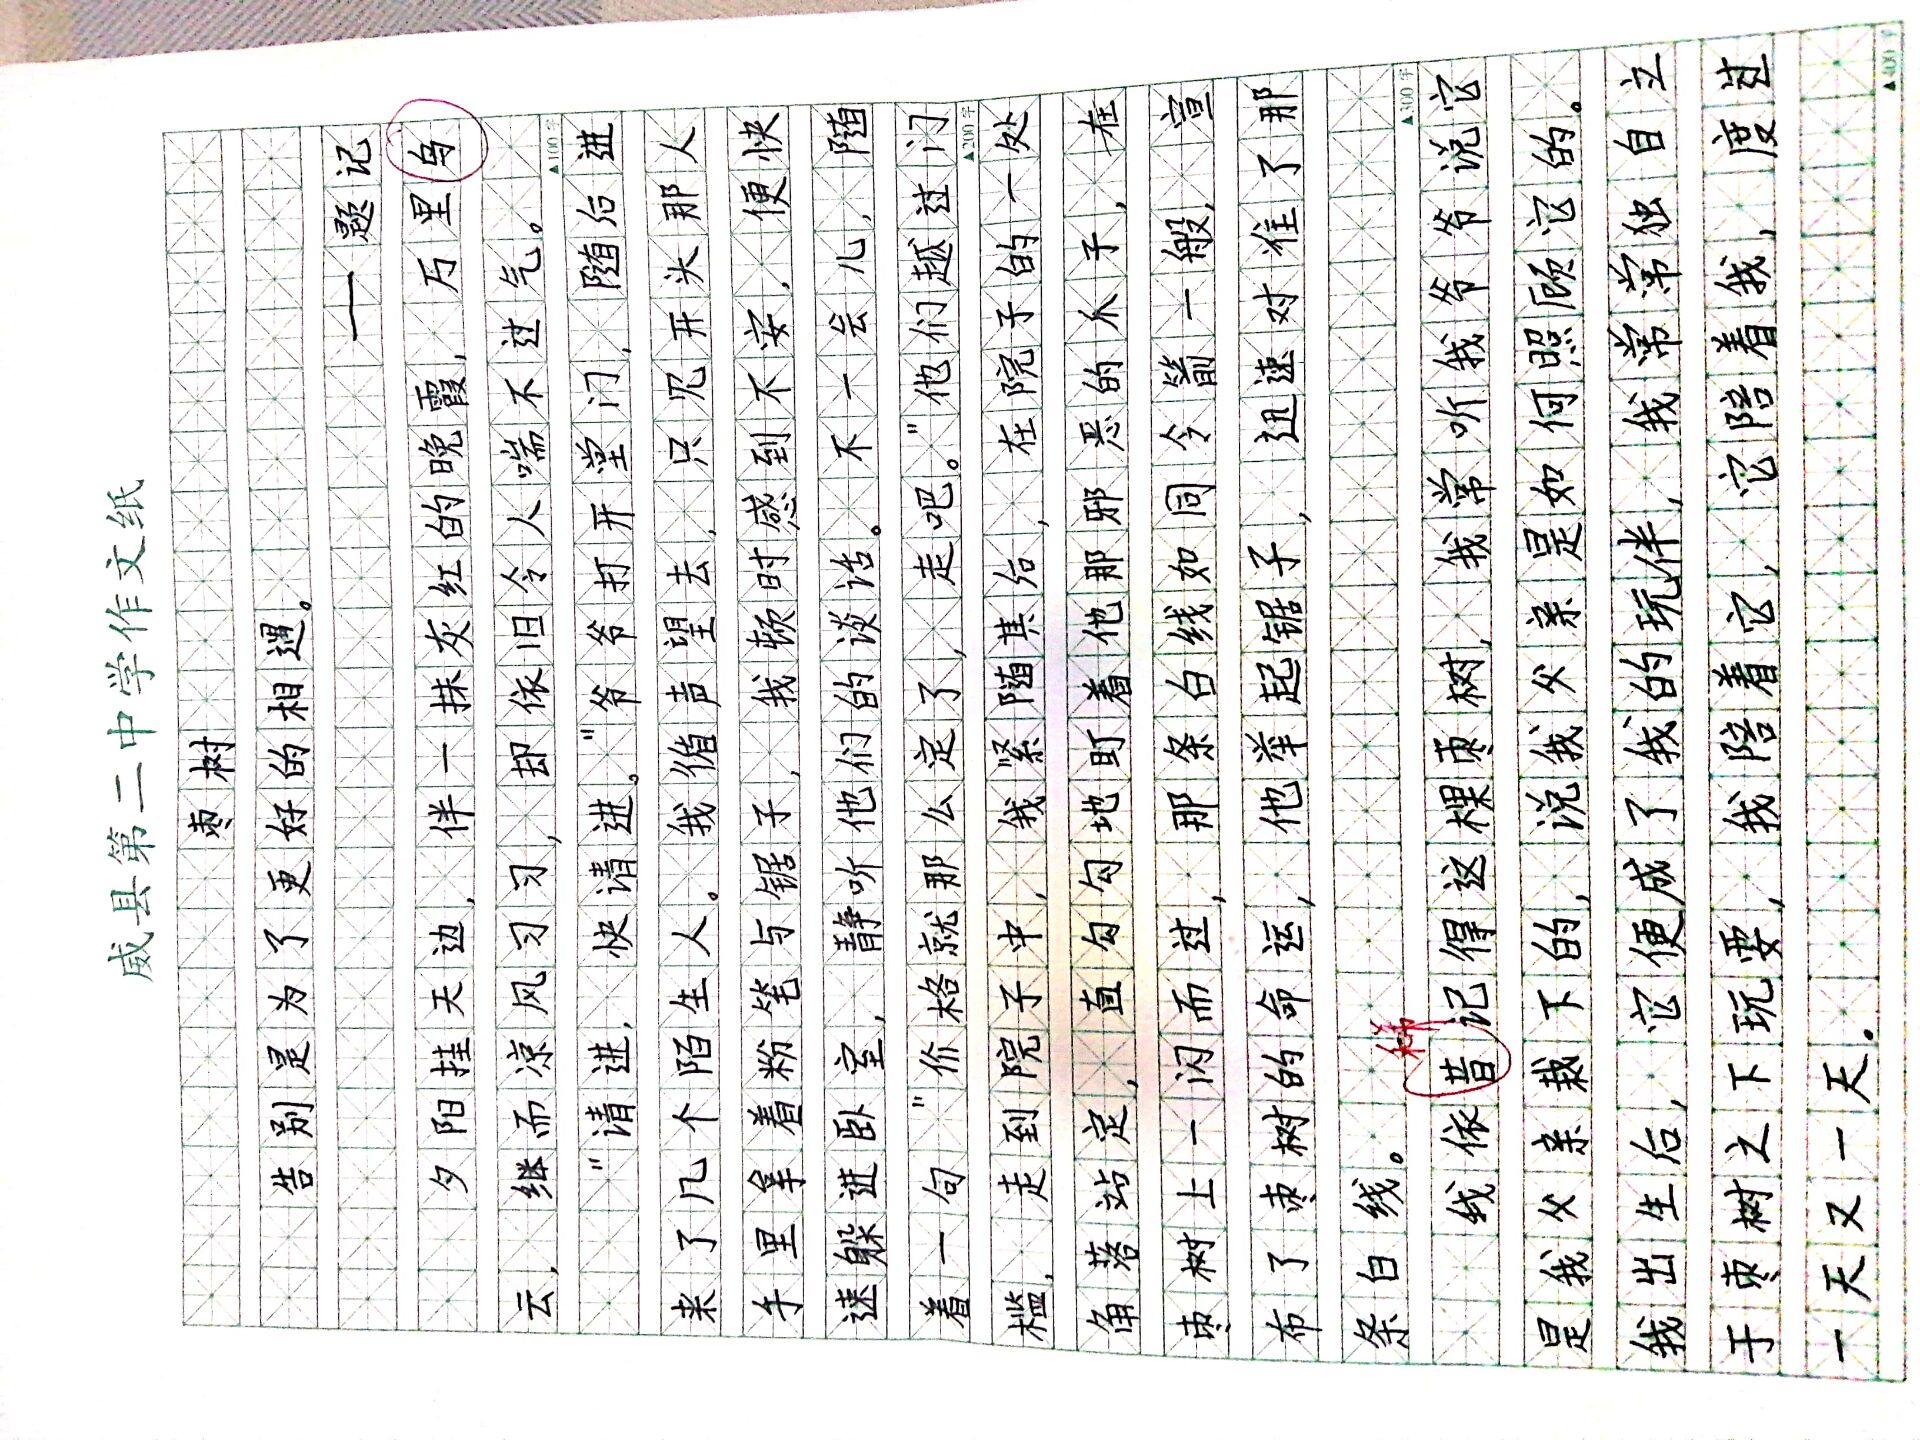 威县第二中学作文纸
枣树
告别是为了更好的相遇。
——题记
夕阳挂天边，伴一抹灰红的晚霞，万里乌
云，继而凉风习习，却依旧令人喘不过气。
▲100字
"请进，快请进。"爷爷打开堂门，随后进
来了几个陌生人。我循声望去，只见开头那人
手里拿着粉笔与锯子，我顿时感到不安，便快
速躲进卧室，静听他们的谈话。不一会儿，随
着一句"价格就那么定了，走吧。"他们越过门
▲200字
槛，走到院子中，我紧随其后，在院子的一处
角落站定，直勾勾地盯着他那邪恶的爪子，在
枣树上一闪而过，那条白线如同令箭一般，宣
布了枣树的命运，他举起锯子，迅速对准了那
条白线。
▲300字
线依昔记得这棵枣树，我常听我爷爷说它
稀
是我父亲栽下的，说我父亲是如何照顾它的。
我出生后，它便成了我的玩伴，我常常独自立
于枣树之下玩耍，我陪着它，它陪着我，度过
一天又一天。
▲400字